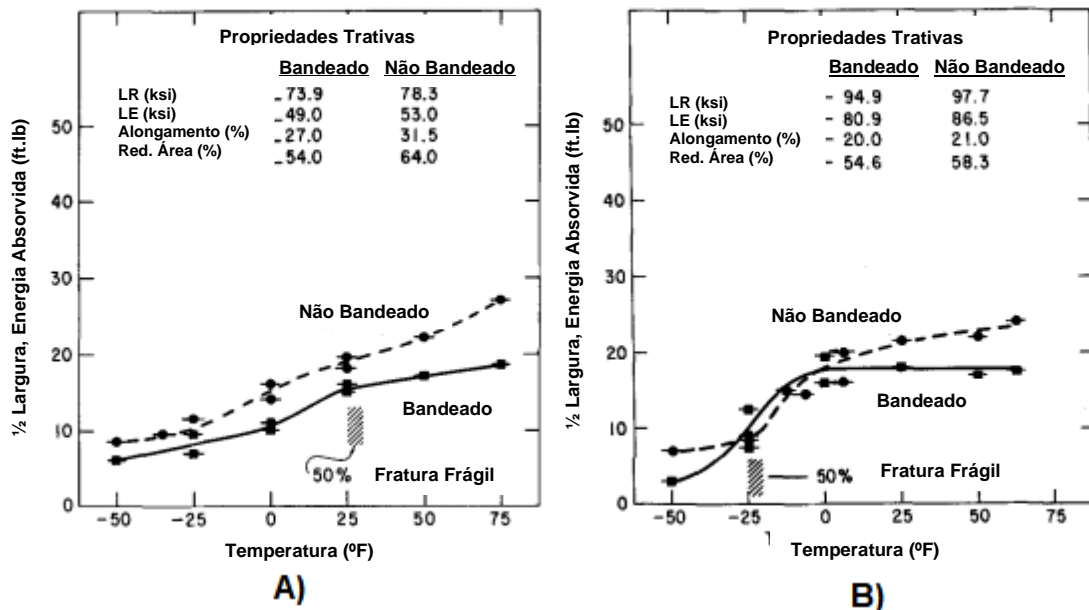 Propriedades Trativas
Bandeado Não Bandeado
LR (ksi) 73.9 78.3
LE (ksi) 49.0 53.0
Alongamento (%) 27.0 31.5
Red. Área (%) 54.0 64.0
½ Largura, Energia Absorvida (ft.lb)
50
40
30
20
10
0
Não Bandeado
Bandeado
50%
Fratura Frágil
-50 -25 0 25 50 75
Temperatura (ºF)
A)
Propriedades Trativas
Bandeado Não Bandeado
LR (ksi) - 94.9 97.7
LE (ksi) - 80.9 86.5
Alongamento (%) - 20.0 21.0
Red. Área (%) - 54.6 58.3
½ Largura, Energia Absorvida (ft.lb)
50
40
30
20
10
0
Não Bandeado
Bandeado
50%
Fratura Frágil
-50 -25 0 25 50 75
Temperatura (ºF)
B)